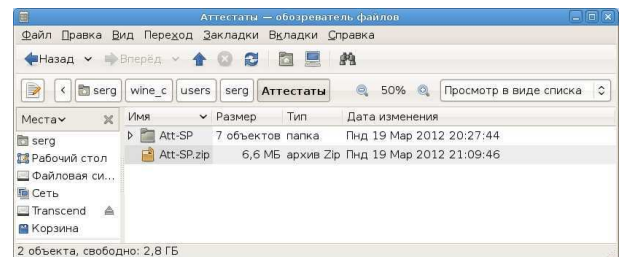 Аттестаты — обозреватель файлов
Файл Правка Вид Переход Закладки Вкладки Справка
Назад Вперёд
serg wine_c users serg Аттестаты 50% Просмотр в виде списка
Места Имя Размер Тип Дата изменения
serg Att-SP 7 объектов папка Пнд 19 Мар 2012 20:27:44
Рабочий стол Att-SP.zip 6,6 МБ архив Zip Пнд 19 Мар 2012 21:09:46
Файловая си...
Сеть
Transcend
Корзина
2 объекта, свободно: 2,8 ГБ